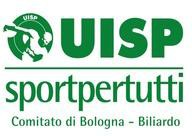 UISP UISP
sportpertutti
Comitato di Bologna - Biliardo